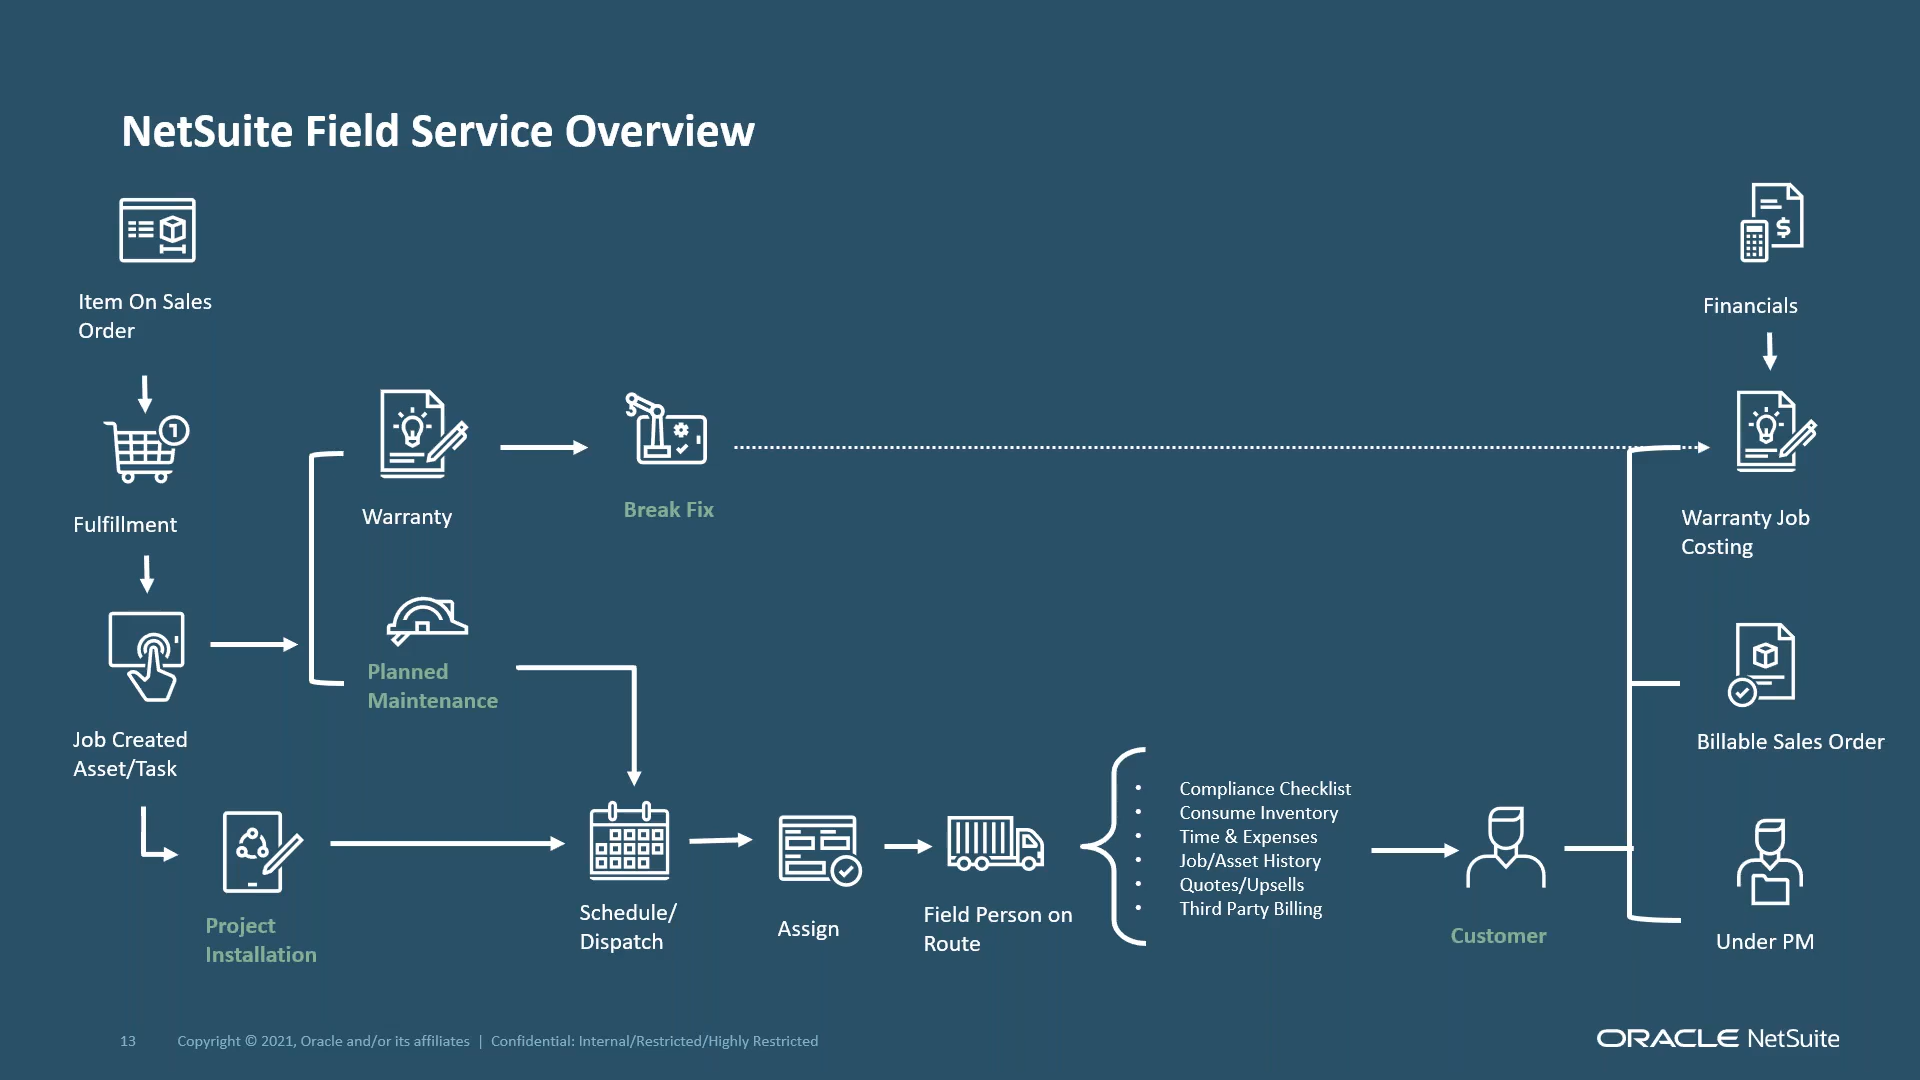 NetSuite Field Service Overview
Item On Sales
Order
Fulfillment
1
Job Created
Asset/Task
Project
Installation
Warranty
Break Fix
Planned
Maintenance
Schedule/
Dispatch
Assign
Field Person on
Route
• Compliance Checklist
• Consume Inventory
• Time & Expenses
• Job/Asset History
• Quotes/Upsells
• Third Party Billing
Customer
$
Financials
Warranty Job
Costing
Billable Sales Order
Under PM
13 Copyright © 2021, Oracle and/or its affiliates | Confidential: Internal/Restricted/Highly Restricted
ORACLE NetSuite